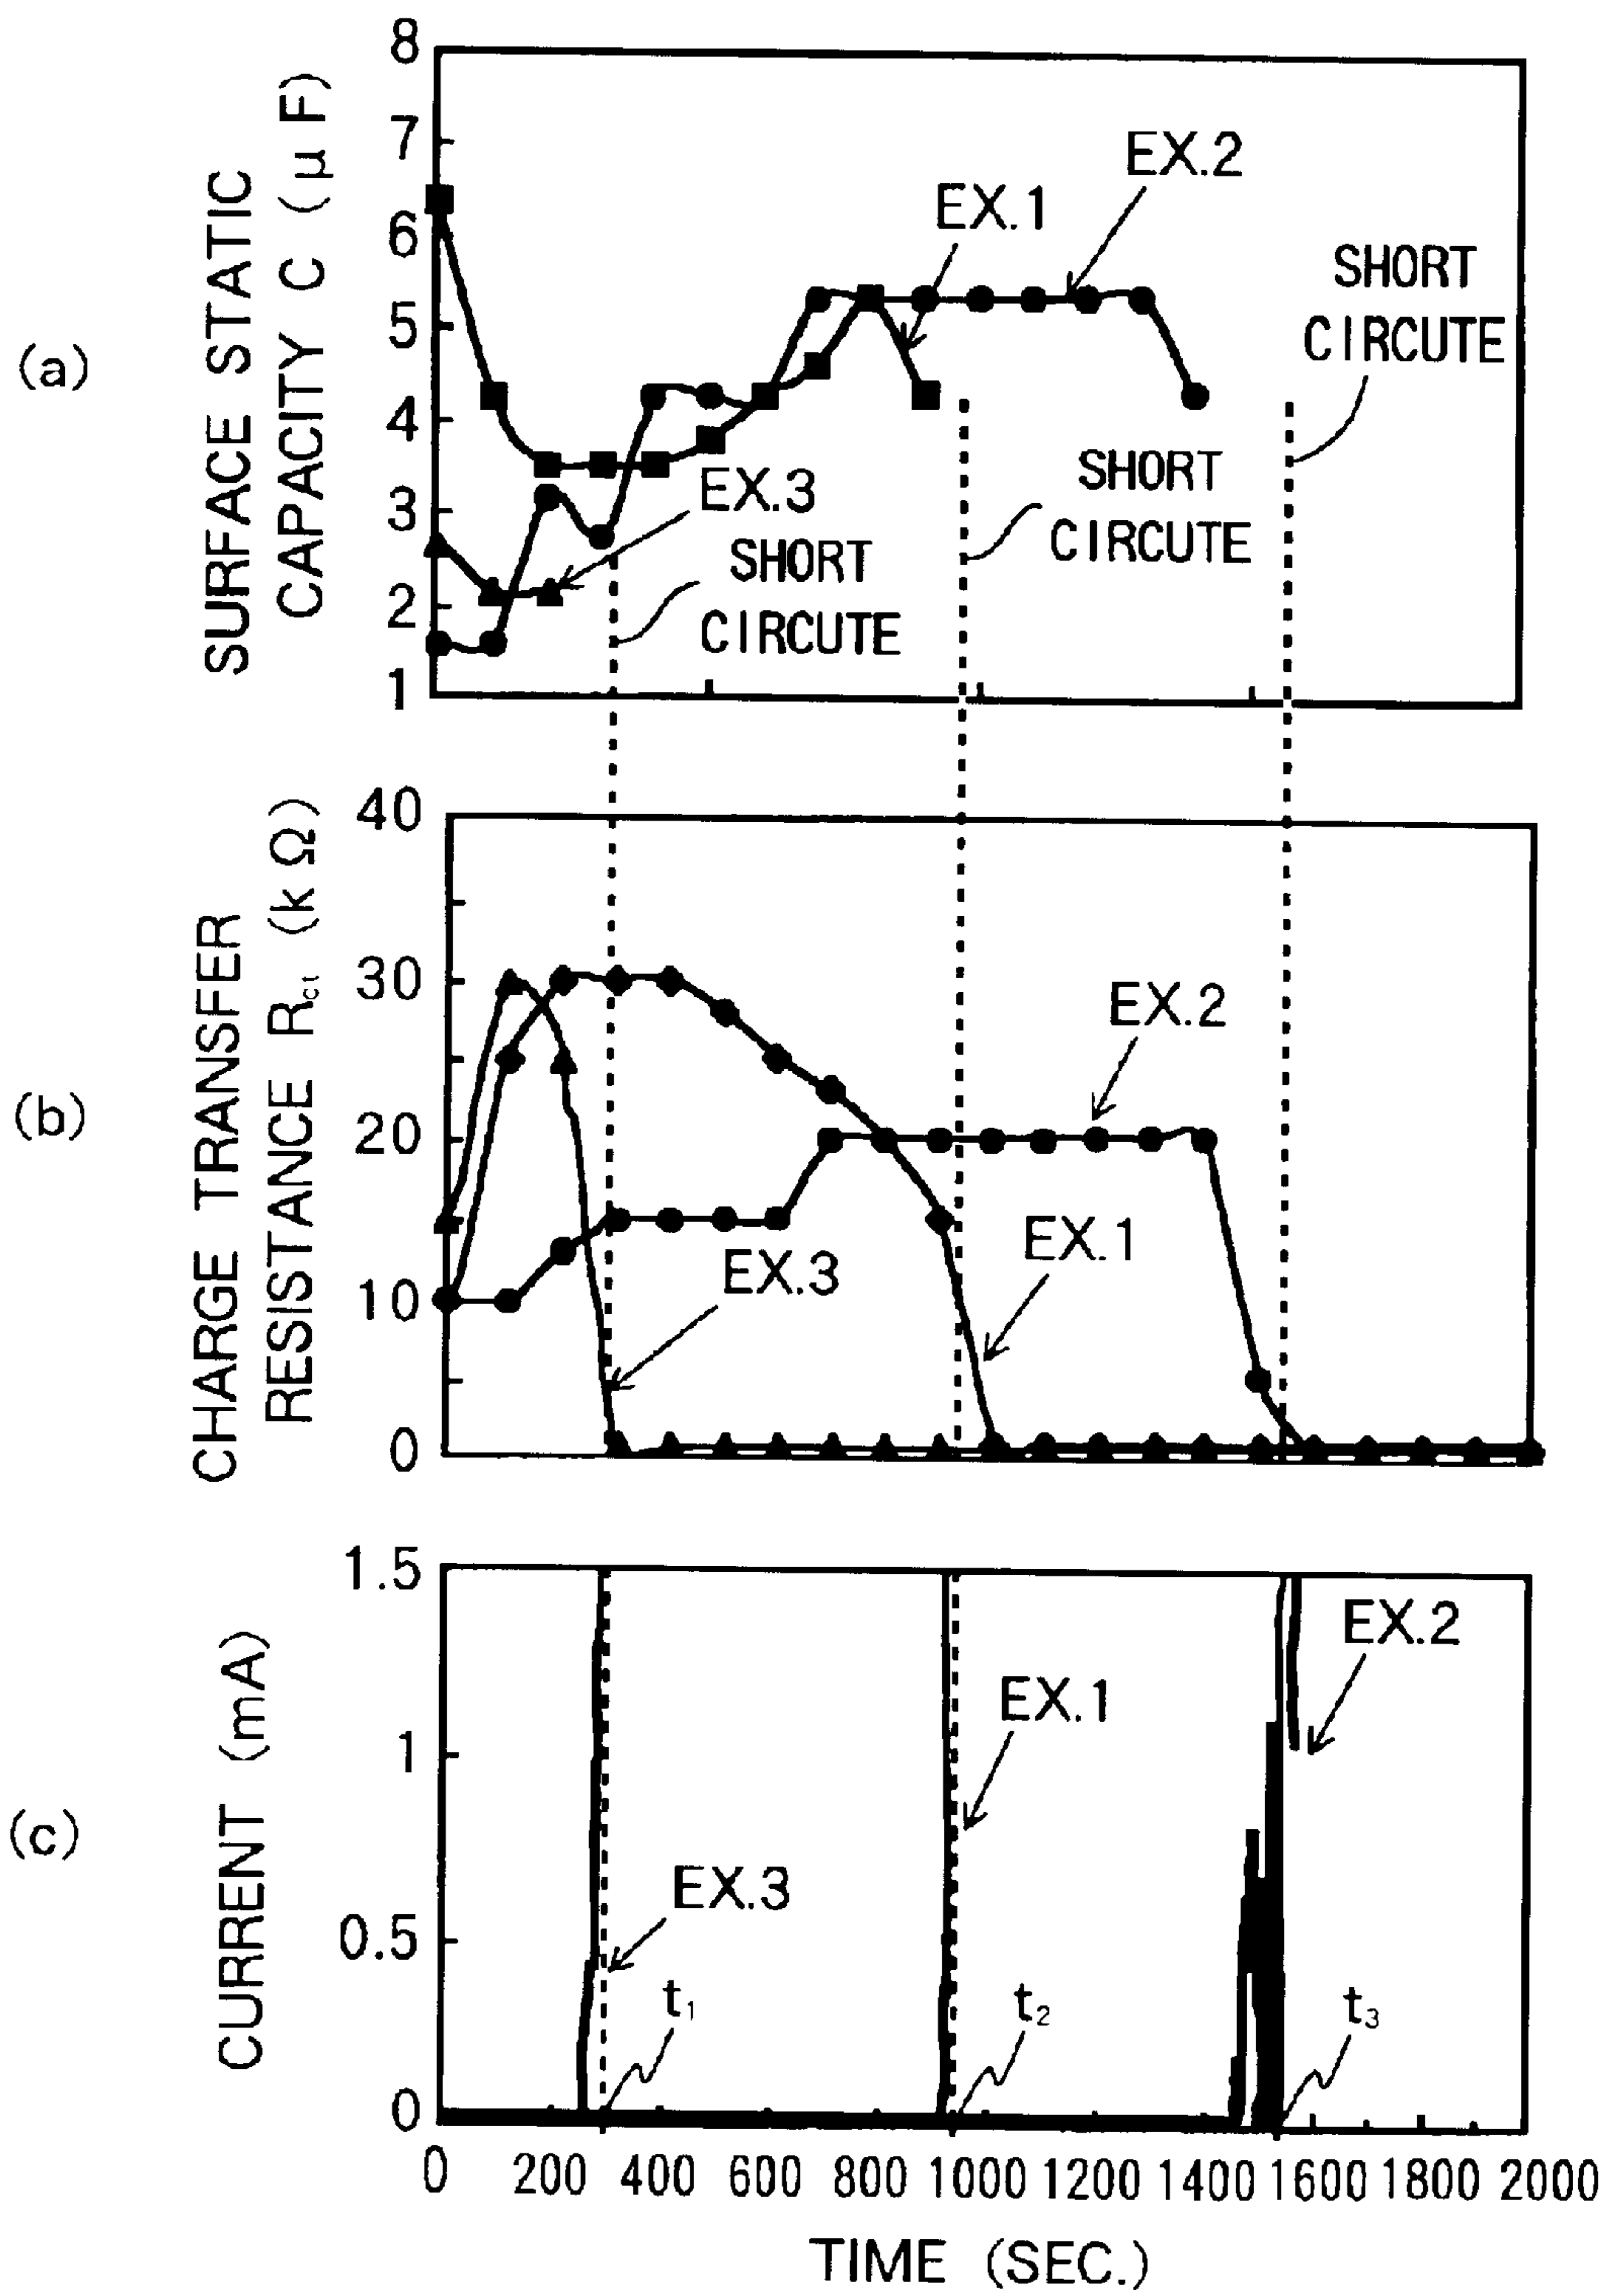 (a)
SURFACE STATIC
CAPACITY C (μF)
8
7
6
5
4
3
2
1
EX.2
EX.1
EX.3
SHORT
CIRCUTE
SHORT
CIRCUTE
SHORT
CIRCUTE
(b)
CHARGE TRANSFER
RESISTANCE Rct (kΩ)
40
30
20
10
0
EX.2
EX.1
EX.3
(c)
CURRENT (mA)
1.5
1
0.5
0
EX.2
EX.1
EX.3
t1
t2
t3
0 200 400 600 800 1000 1200 1400 1600 1800 2000
TIME (SEC.)